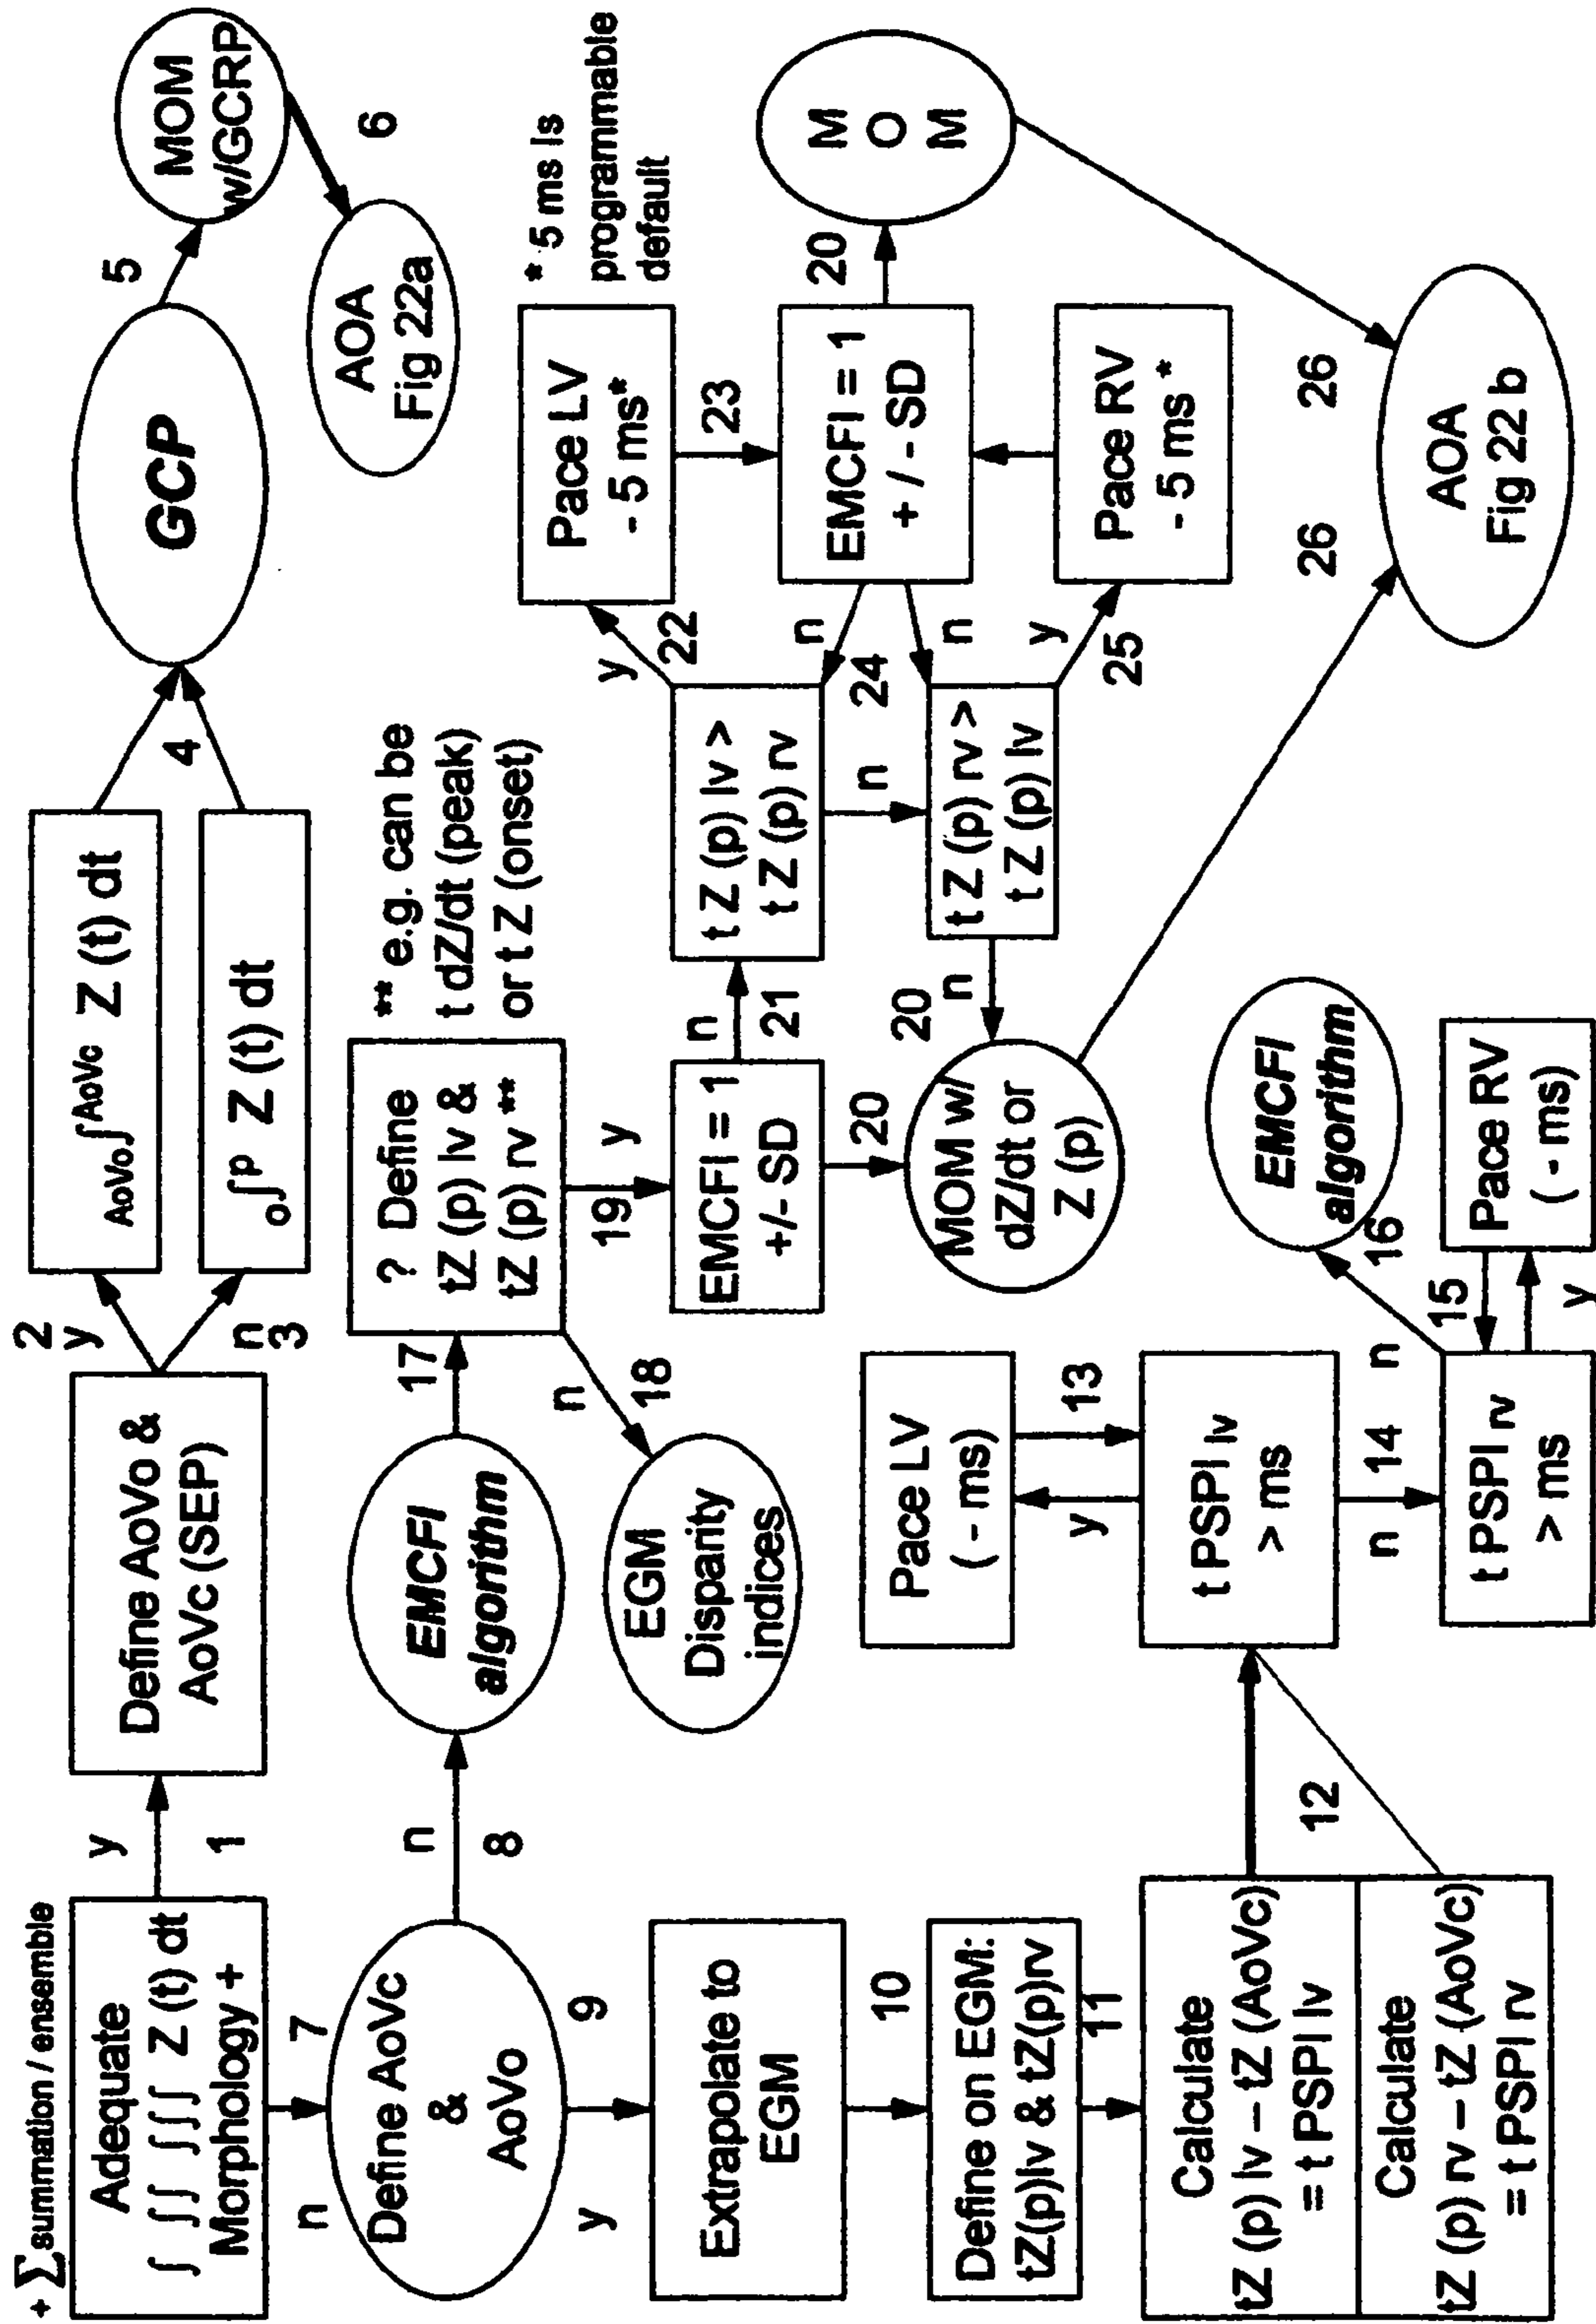 + ∑ summation / ensemble
Adequate
∫ ∫∫ ∫∫∫ Z (t) dt
Morphology +
y
1
Define AoVo &
AoVc (SEP)
2
y
n
3
AoVo∫AoVc Z (t) dt
o∫p Z (t) dt
4
GCP
5
MOM
w/GCRP
6
AOA
Fig 22a
n
7
Define AoVc
&
AoVo
n
8
EMCFI
algorithm
17
? Define
tZ (p) lv &
tZ (p) rv **
** e.g. can be
t dZ/dt (peak)
or t Z (onset)
n
18
EGM
Disparity
indices
19
y
EMCFI = 1
+/- SD
n
21
20
t Z (p) lv >
t Z (p) rv
y
22
Pace LV
- 5 ms*
* 5 ms is
programmable
default
23
n
24
n
n
EMCFI = 1
+ / - SD
20
M
O
M
t Z (p) rv >
t Z (p) lv
y
25
Pace RV
- 5 ms *
20
n
MOM w/
dZ/dt or
Z (p)
26
26
AOA
Fig 22 b
y
9
Extrapolate to
EGM
10
Define on EGM:
tZ(p)lv & tZ(p)rv
11
Calculate
tZ (p) lv – tZ (AoVc)
= t PSPI lv
Calculate
tZ (p) rv – tZ (AoVc)
= t PSPI rv
12
Pace LV
( - ms)
y
13
t PSPI lv
> ms
n
14
t PSPI rv
> ms
n
16
EMCFI
algorithm
15
y
Pace RV
( - ms)